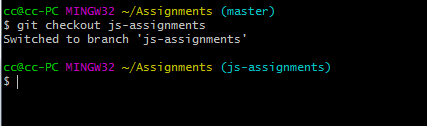 cc@cc-PC MINGW32 ~/Assignments (master)
$ git checkout js-assignments
Switched to branch 'js-assignments'
cc@cc-PC MINGW32 ~/Assignments (js-assignments)
$